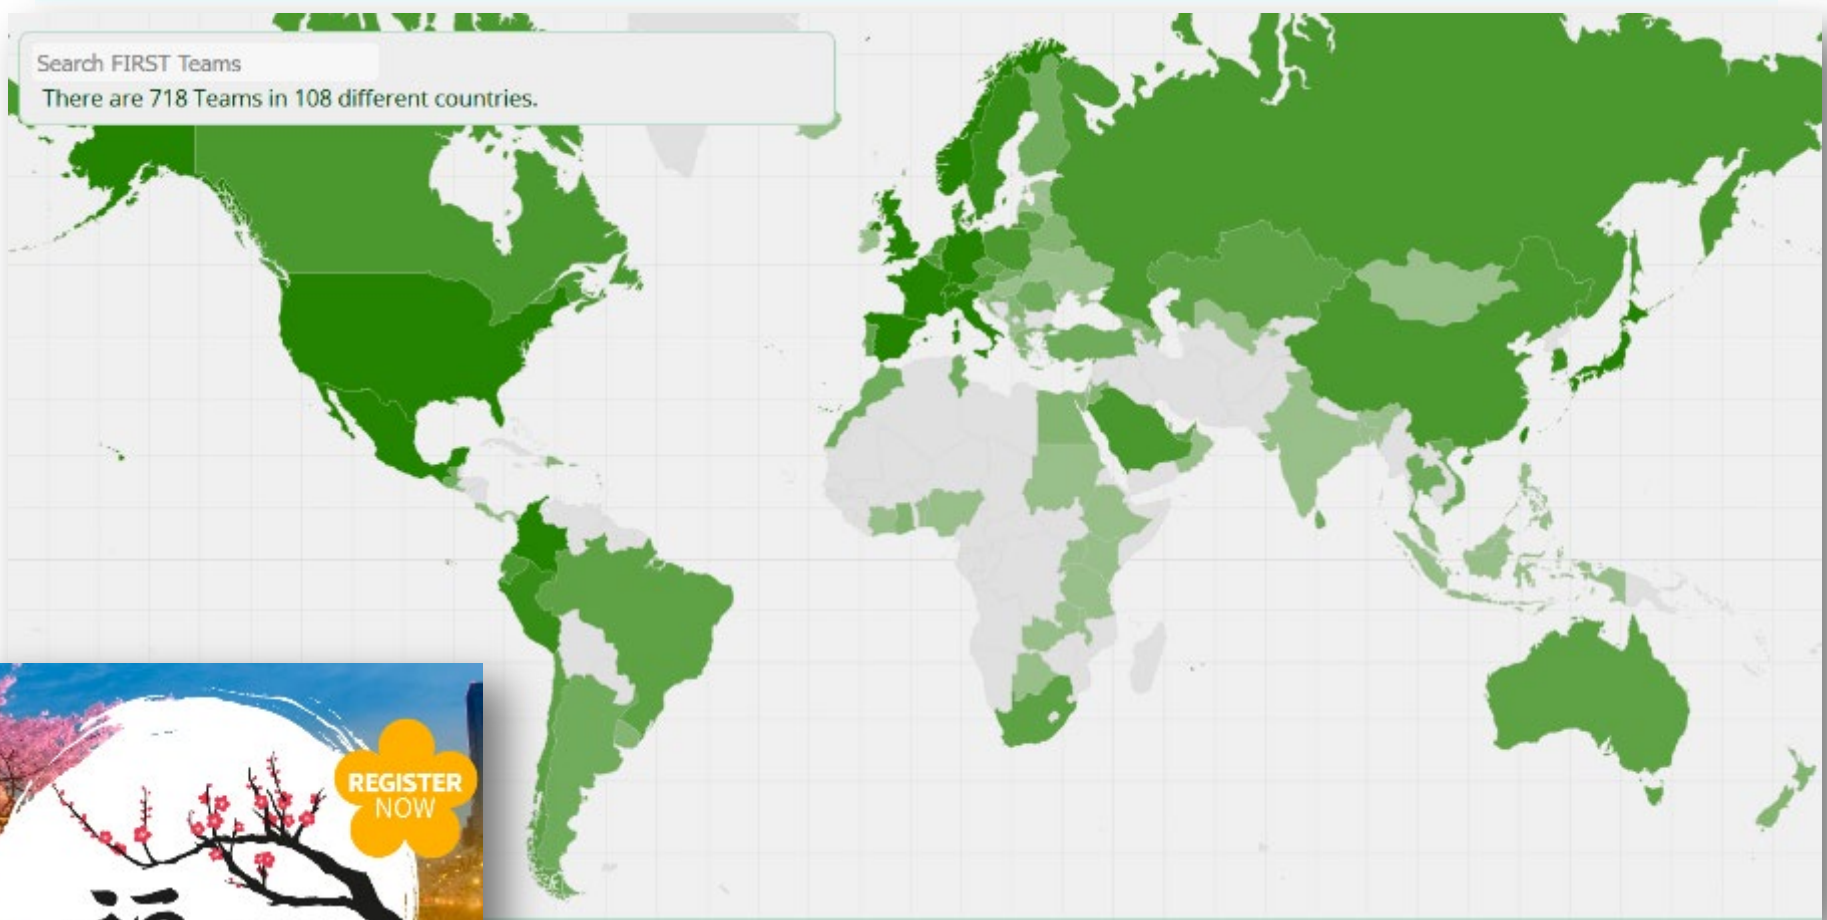 Search FIRST Teams
There are 718 Teams in 108 different countries.
REGISTER
NOW